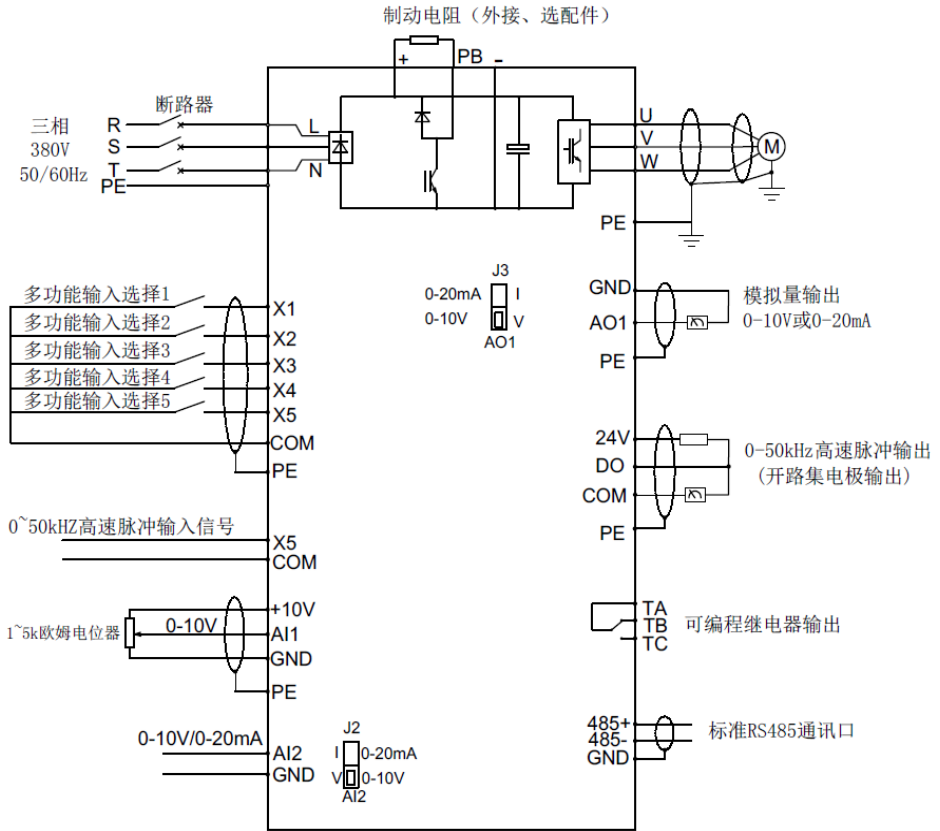 制动电阻（外接、选配件）
+
PB
-
断路器
三相
380V
50/60Hz
R
S
T
PE
L
N
U
V
W
M
PE
多功能输入选择1
多功能输入选择2
多功能输入选择3
多功能输入选择4
多功能输入选择5
X1
X2
X3
X4
X5
COM
PE
J3
0-20mA
I
0-10V
V
AO1
GND
AO1
PE
模拟量输出
0-10V或0-20mA
24V
DO
COM
PE
0-50kHz高速脉冲输出
(开路集电极输出)
0~50kHZ高速脉冲输入信号
X5
COM
1~5k欧姆电位器
0-10V
+10V
AI1
GND
PE
TA
TB
TC
可编程继电器输出
0-10V/0-20mA
AI2
GND
J2
I
0-20mA
V
0-10V
AI2
485+
485-
GND
标准RS485通讯口